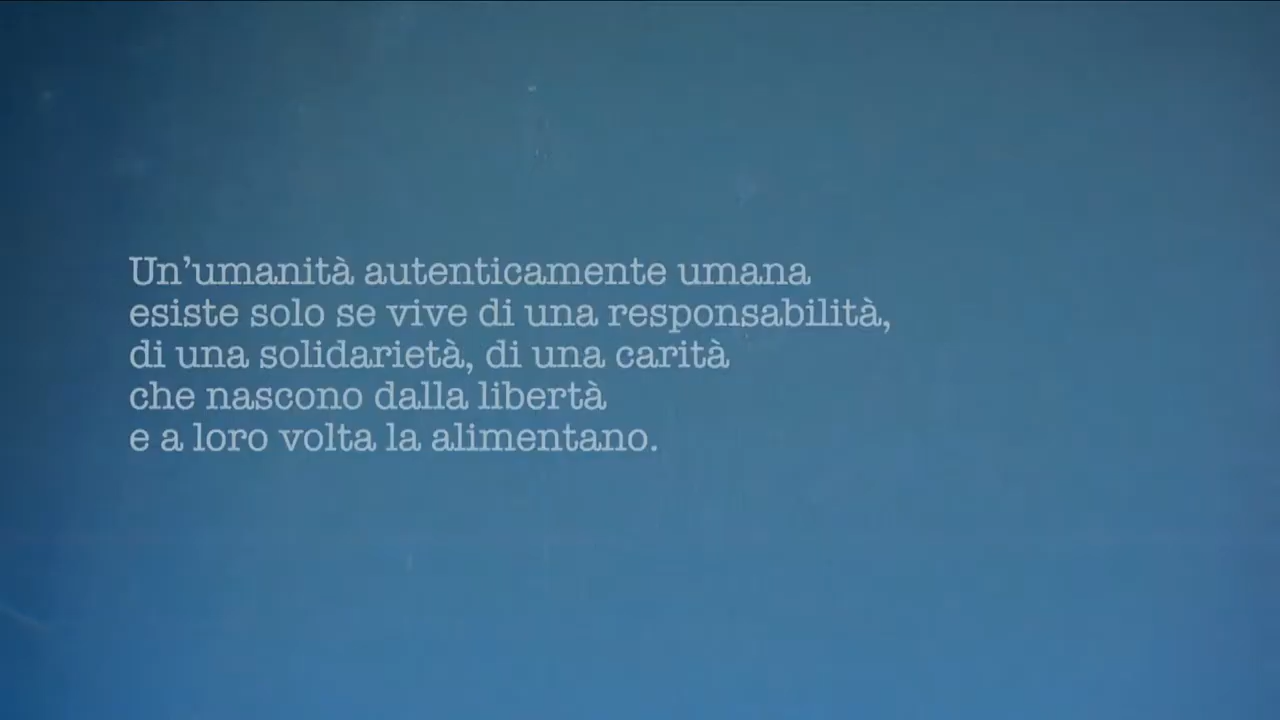 Un’umanità autenticamente umana
esiste solo se vive di una responsabilità,
di una solidarietà, di una carità
che nascono dalla libertà
e a loro volta la alimentano.